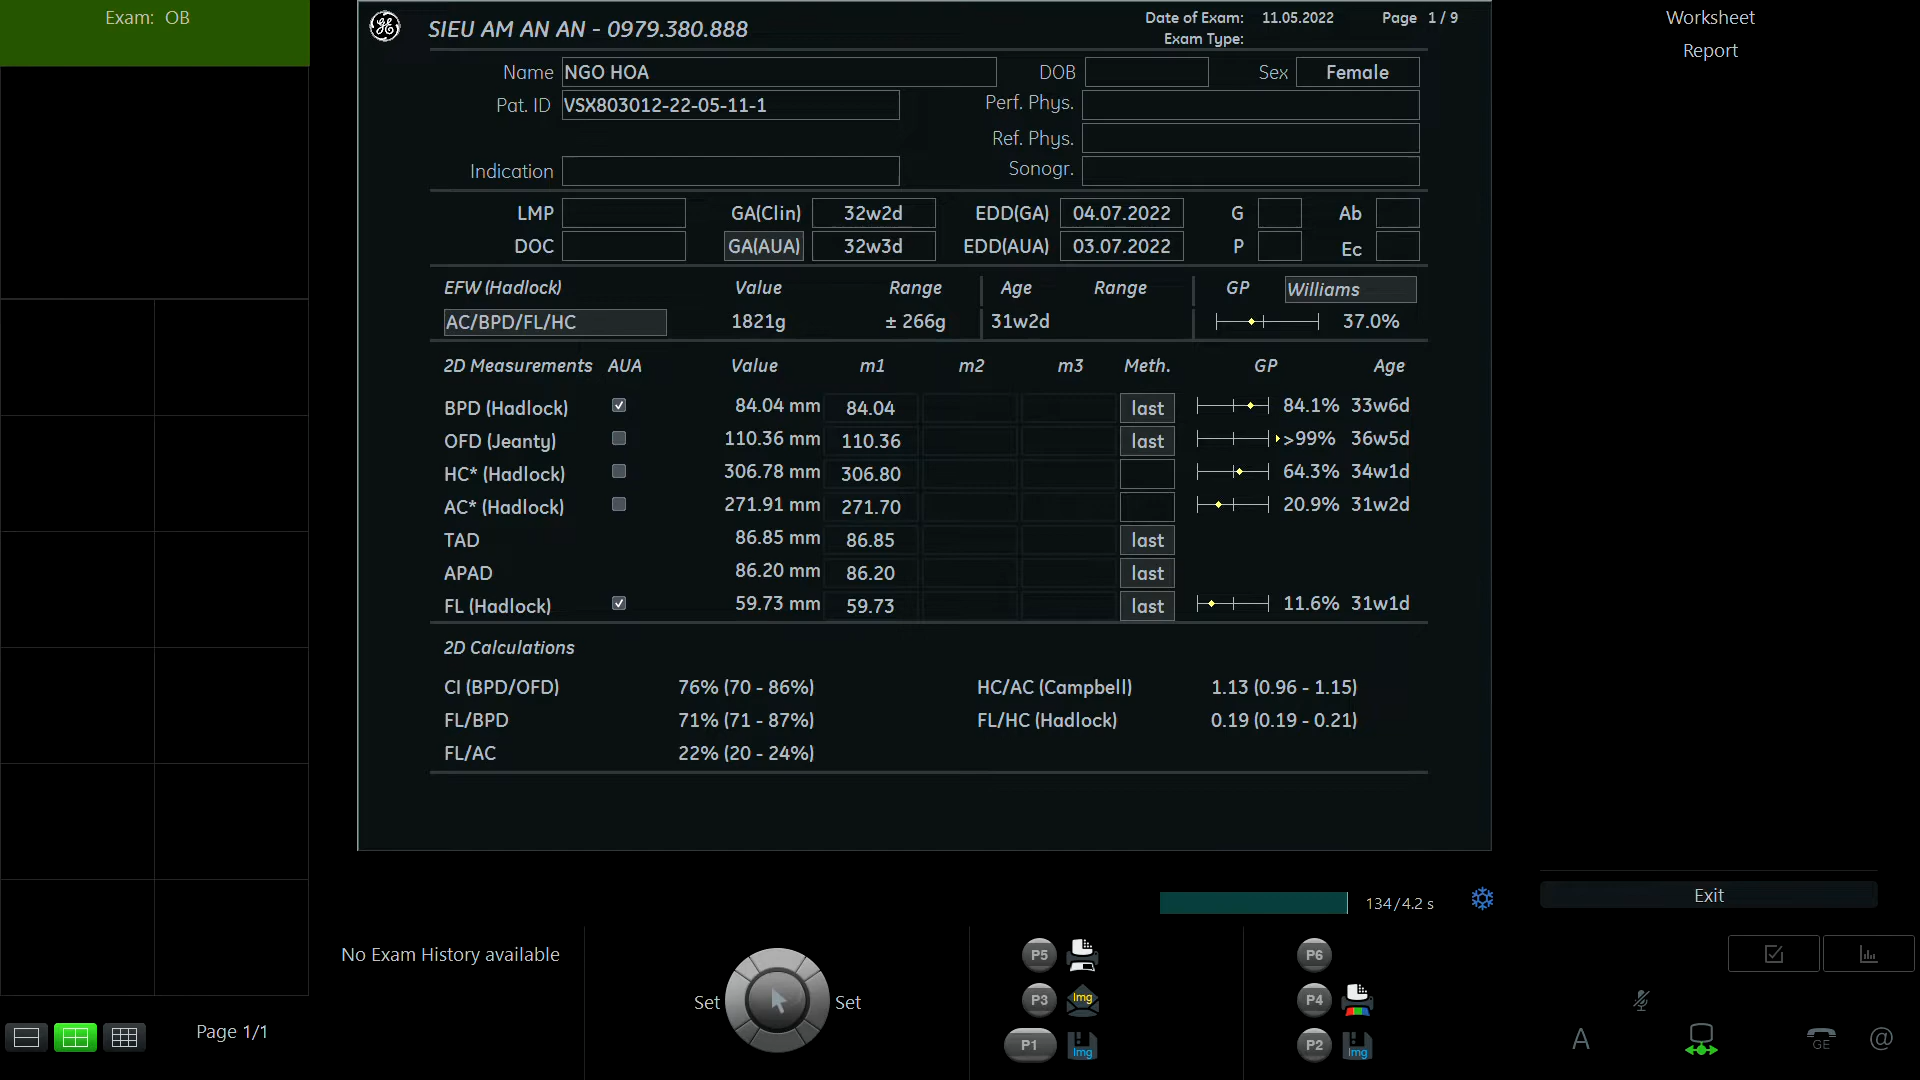 Exam: OB
SIEU AM AN AN - 0979.380.888
Date of Exam: 11.05.2022 Page 1 / 9
Exam Type:
Name NGO HOA DOB Sex Female
Pat. ID VSX803012-22-05-11-1 Perf. Phys.
Ref. Phys.
Indication Sonogr.
LMP GA(Clin) 32w2d EDD(GA) 04.07.2022 G Ab
DOC GA(AUA) 32w3d EDD(AUA) 03.07.2022 P Ec
EFW (Hadlock) Value Range Age Range GP Williams
AC/BPD/FL/HC 1821g ± 266g 31w2d 37.0%
2D Measurements AUA Value m1 m2 m3 Meth. GP Age
BPD (Hadlock) 84.04 mm 84.04 last 84.1% 33w6d
OFD (Jeanty) 110.36 mm 110.36 last >99% 36w5d
HC* (Hadlock) 306.78 mm 306.80 64.3% 34w1d
AC* (Hadlock) 271.91 mm 271.70 20.9% 31w2d
TAD 86.85 mm 86.85 last
APAD 86.20 mm 86.20 last
FL (Hadlock) 59.73 mm 59.73 last 11.6% 31w1d
2D Calculations
CI (BPD/OFD) 76% (70 - 86%) HC/AC (Campbell) 1.13 (0.96 - 1.15)
FL/BPD 71% (71 - 87%) FL/HC (Hadlock) 0.19 (0.19 - 0.21)
FL/AC 22% (20 - 24%)
Worksheet
Report
134/4.2 s
Exit
No Exam History available
Set Set
P5 P6
P3 Img P4
P1 Img P2 Img
Page 1/1
A GE @